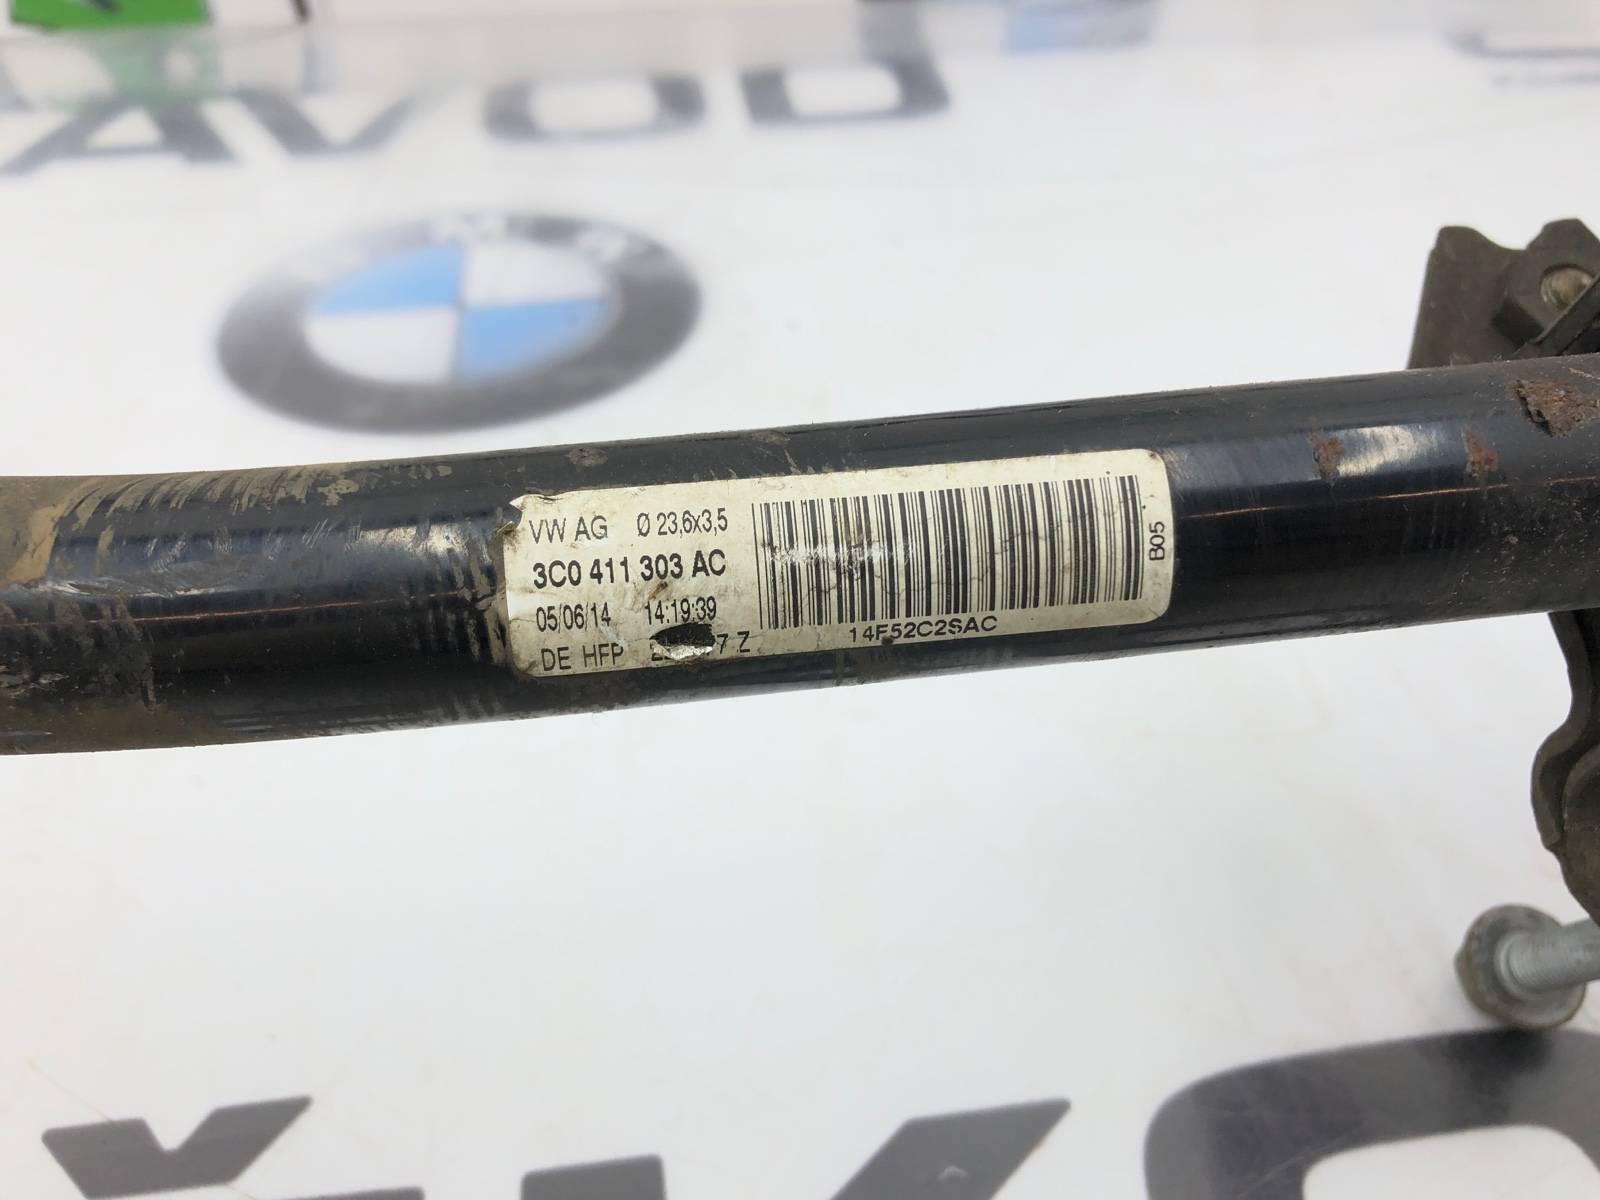 BMW
VW AG Ø 23,6x3,5
3C0 411 303 AC
05/06/14 14:19:39
DE HFP Z
14F52C2SAC
B05